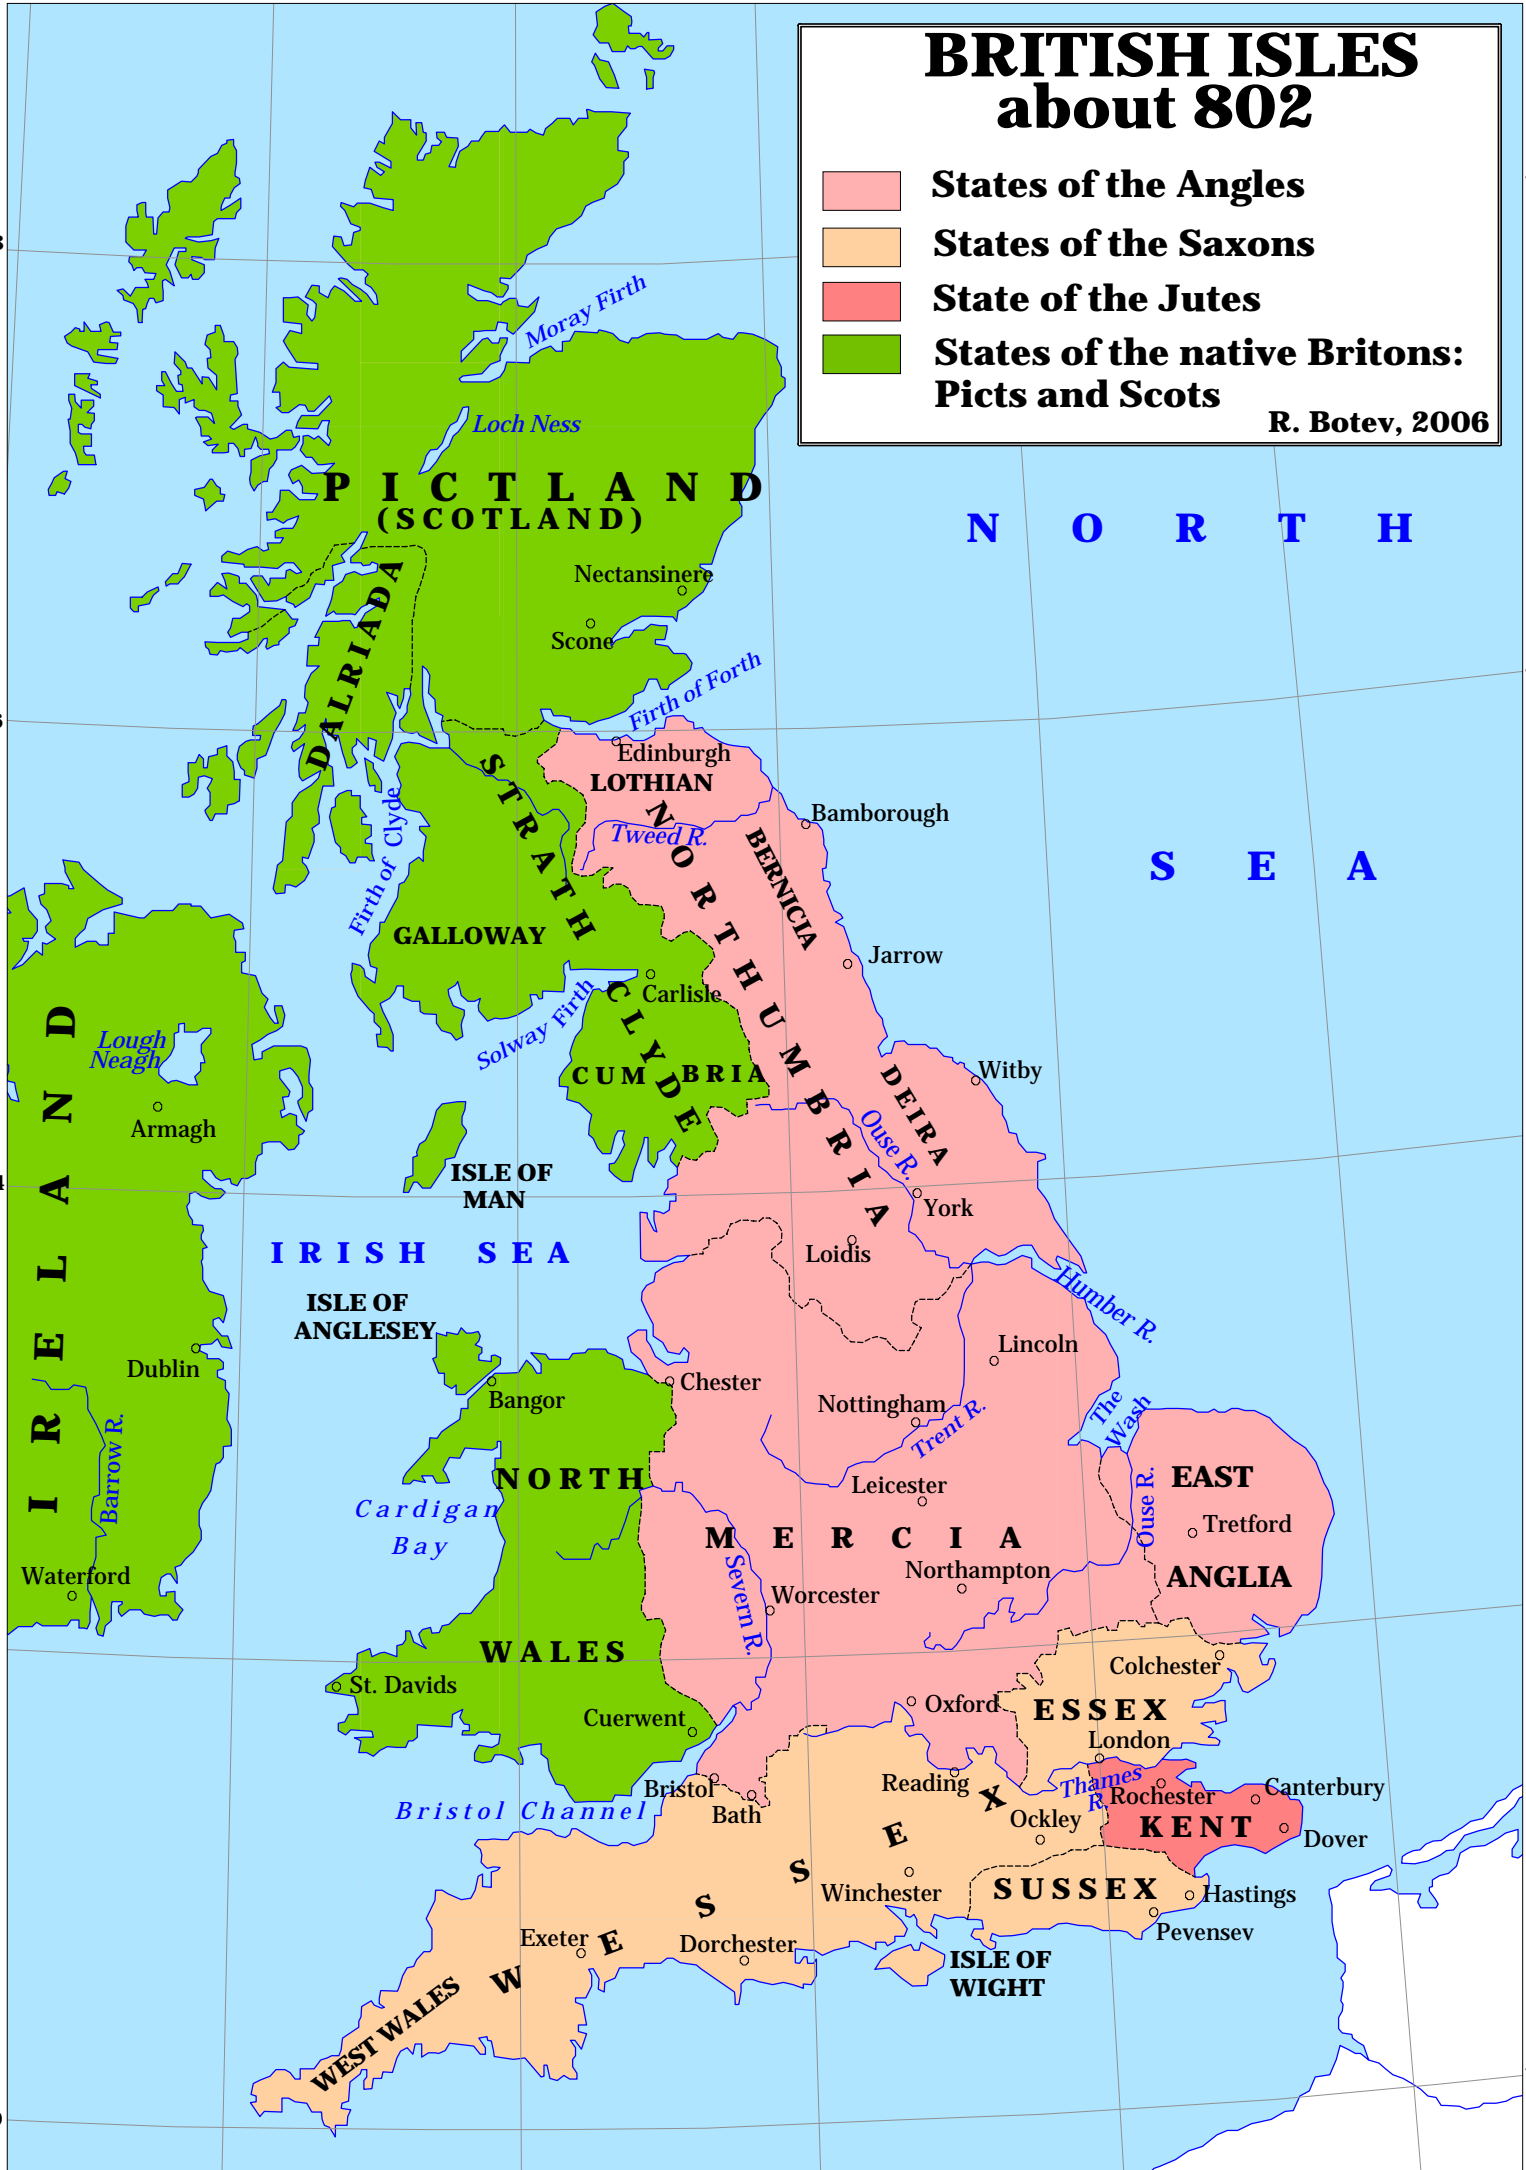 BRITISH ISLES
about 802
States of the Angles
States of the Saxons
State of the Jutes
States of the native Britons:
Picts and Scots
R. Botev, 2006
Moray Firth
Loch Ness
PICTLAND
(SCOTLAND)
NORTH
SEA
DALRIADA
Nectansinere
Scone
Firth of Forth
Edinburgh
LOTHIAN
STRATH
CLYDE
Firth of Clyde
Tweed R.
Bamborough
NORTHUMBRIA
BERNICIA
GALLOWAY
Jarrow
Carlisle
Solway Firth
CUMBRIA
IRELAND
Lough
Neagh
Armagh
DEIRA
Witby
Ouse R.
ISLE OF
MAN
York
IRISH SEA
Loidis
Humber R.
ISLE OF
ANGLESEY
Dublin
Lincoln
Bangor
Chester
Nottingham
Trent R.
The
Wash
Barrow R.
NORTH
WALES
Cardigan
Bay
Leicester
EAST
ANGLIA
Ouse R.
Tretford
MERCIA
Severn R.
Northampton
Worcester
Waterford
St. Davids
Cuerwent
Colchester
Oxford
ESSEX
London
Bristol
Bath
Bristol Channel
Reading
Thames
R.
Rochester
Canterbury
KENT
Dover
Ockley
WESSEX
Winchester
SUSSEX
Hastings
Pevensev
Exeter
Dorchester
ISLE OF
WIGHT
WEST WALES